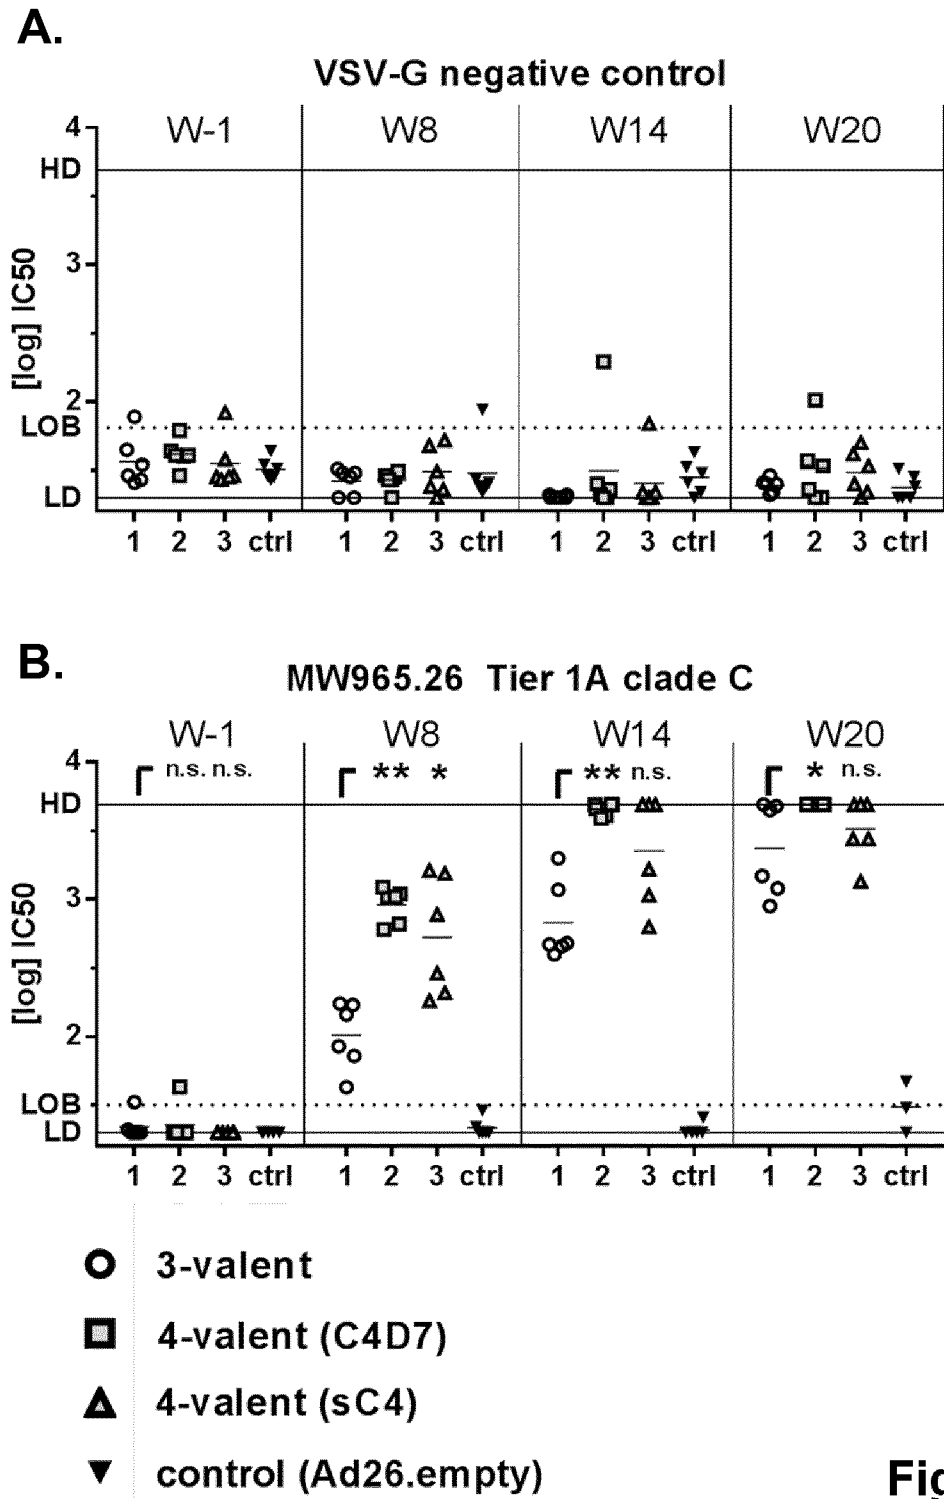 A.
VSV-G negative control
W-1 W8 W14 W20
4
HD
3
[log] IC50
2
LOB
LD
1 2 3 ctrl 1 2 3 ctrl 1 2 3 ctrl 1 2 3 ctrl
B.
MW965.26 Tier 1A clade C
W-1 W8 W14 W20
4
n.s. n.s. ** * ** n.s. * n.s.
HD
3
[log] IC50
2
LOB
LD
1 2 3 ctrl 1 2 3 ctrl 1 2 3 ctrl 1 2 3 ctrl
3-valent
4-valent (C4D7)
4-valent (sC4)
control (Ad26.empty)
Fig